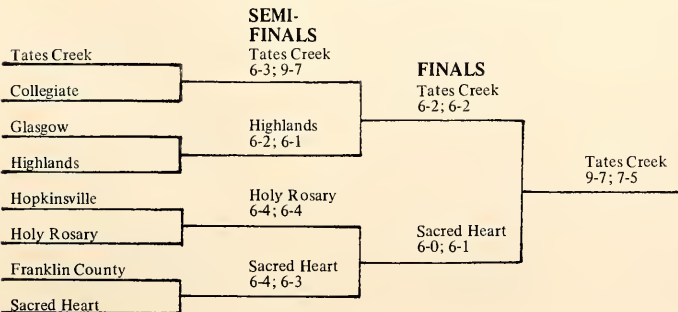 SEMI-
FINALS
Tates Creek
Collegiate
Glasgow
Highlands
Hopkinsville
Holy Rosary
Franklin County
Sacred Heart
Tates Creek
6-3; 9-7
Highlands
6-2; 6-1
Holy Rosary
6-4; 6-4
Sacred Heart
6-4; 6-3
FINALS
Tates Creek
6-2; 6-2
Sacred Heart
6-0; 6-1
Tates Creek
9-7; 7-5